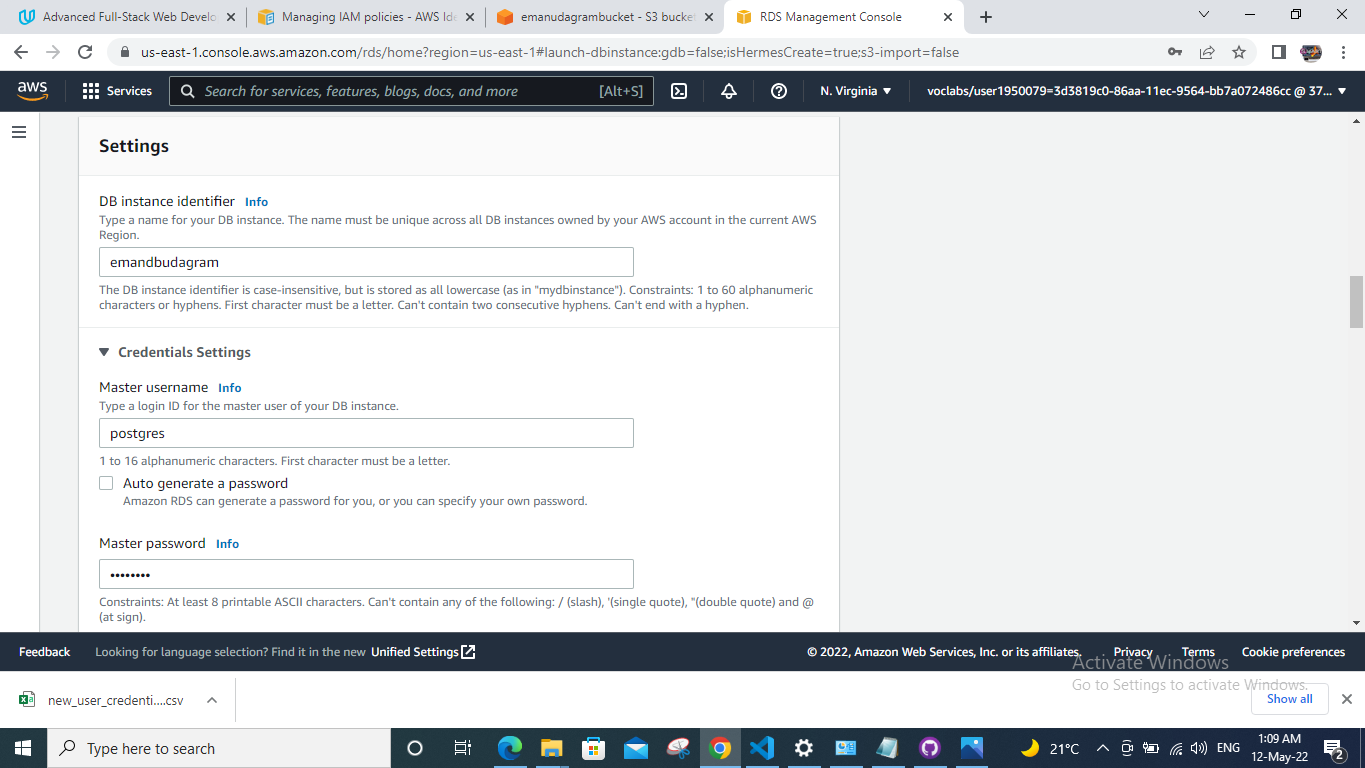 Advanced Full-Stack Web Develo
Managing IAM policies - AWS Ide
emanudagrambucket - S3 bucket
RDS Management Console
us-east-1.console.aws.amazon.com/rds/home?region=us-east-1#launch-dbinstance:gdb=false;isHermesCreate=true;s3-import=false
aws
Services
Search for services, features, blogs, docs, and more
[Alt+S]
N. Virginia
voclabs/user1950079=3d3819c0-86aa-11ec-9564-bb7a072486cc @ 37...
Settings
DB instance identifier Info
Type a name for your DB instance. The name must be unique across all DB instances owned by your AWS account in the current AWS
Region.
emandbudagram
The DB instance identifier is case-insensitive, but is stored as all lowercase (as in "mydbinstance"). Constraints: 1 to 60 alphanumeric
characters or hyphens. First character must be a letter. Can't contain two consecutive hyphens. Can't end with a hyphen.
Credentials Settings
Master username Info
Type a login ID for the master user of your DB instance.
postgres
1 to 16 alphanumeric characters. First character must be a letter.
Auto generate a password
Amazon RDS can generate a password for you, or you can specify your own password.
Master password Info
••••••••
Constraints: At least 8 printable ASCII characters. Can't contain any of the following: / (slash), '(single quote), "(double quote) and @
(at sign).
Feedback
Looking for language selection? Find it in the new Unified Settings
© 2022, Amazon Web Services, Inc. or its affiliates.
Privacy
Terms
Cookie preferences
Activate Windows
Go to Settings to activate Windows.
new_user_credenti....csv
Show all
Type here to search
21°C
ENG
1:09 AM
12-May-22
2